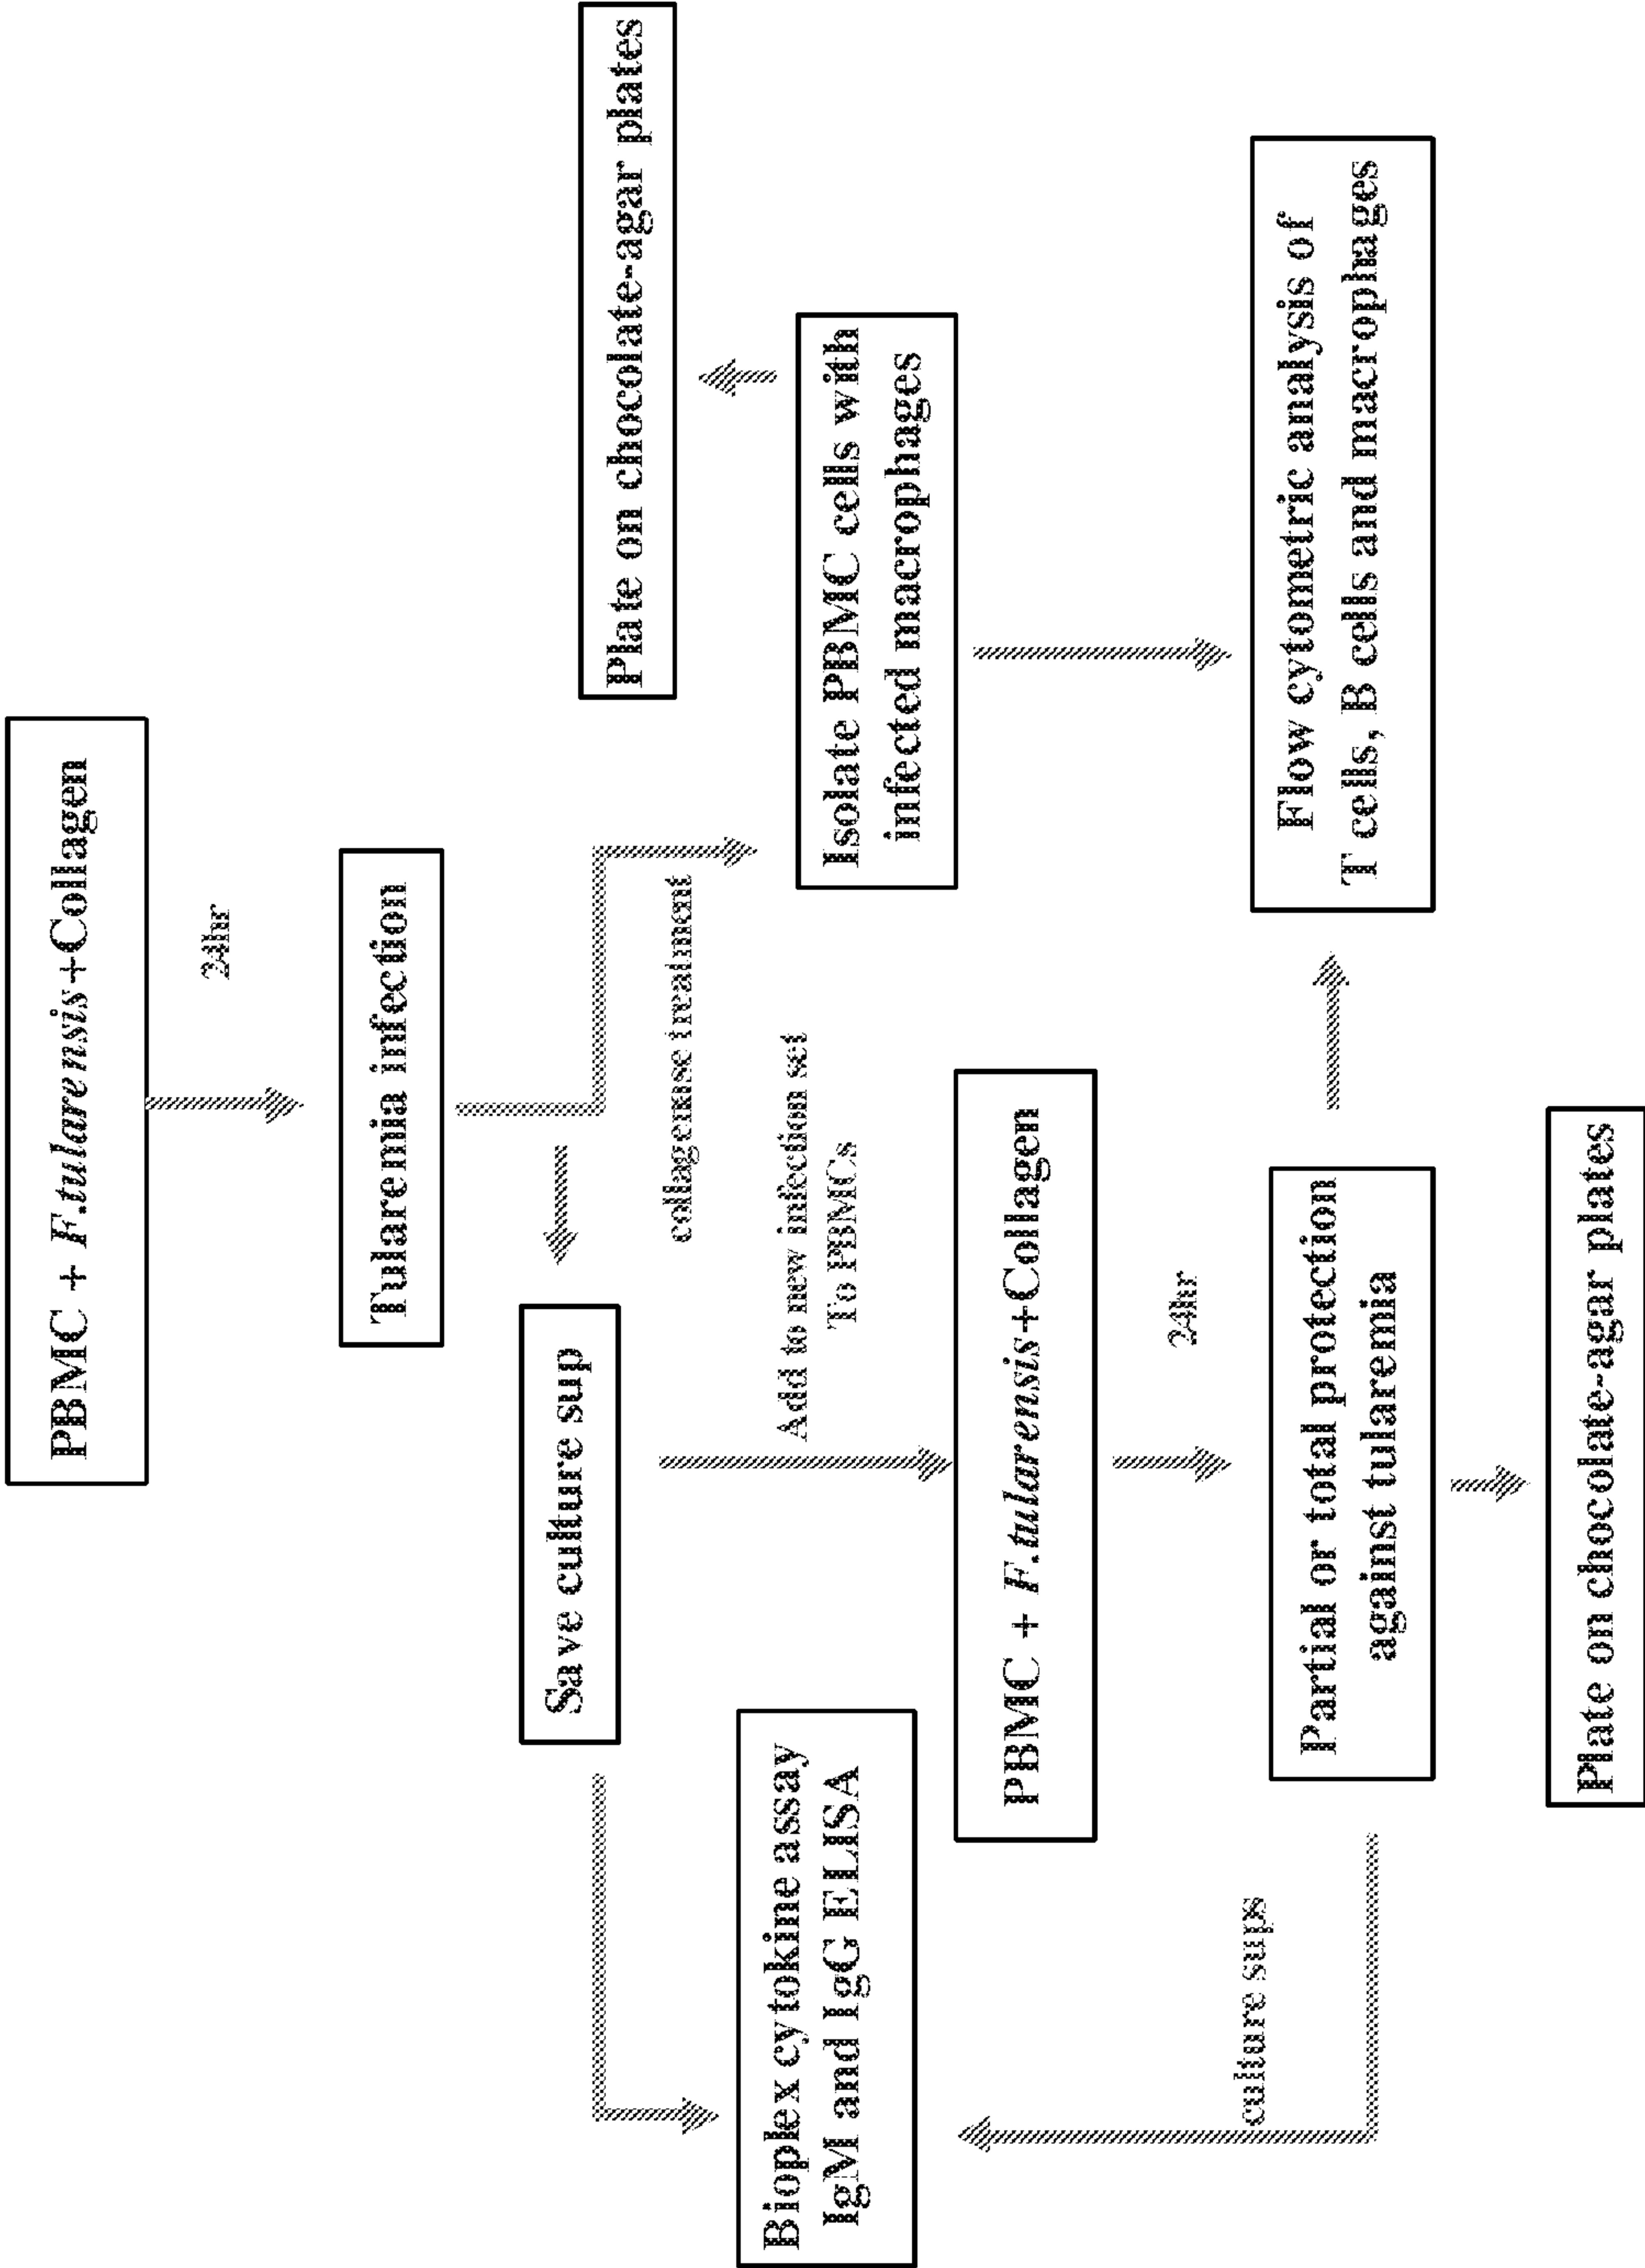 PBMC + F.tularensis+Collagen
24hr
Tularemia infection
Save culture sup
collagenase treatment
Plate on chocolate-agar plates
Add to new infection set
To PBMCs
Isolate PBMC cells with
infected macrophages
Bioplex cytokine assay
IgM and IgG ELISA
PBMC + F.tularensis+Collagen
24hr
culture sups
Partial or total protection
against tularemia
Flow cytometric analysis of
T cells, B cells and macrophages
Plate on chocolate-agar plates